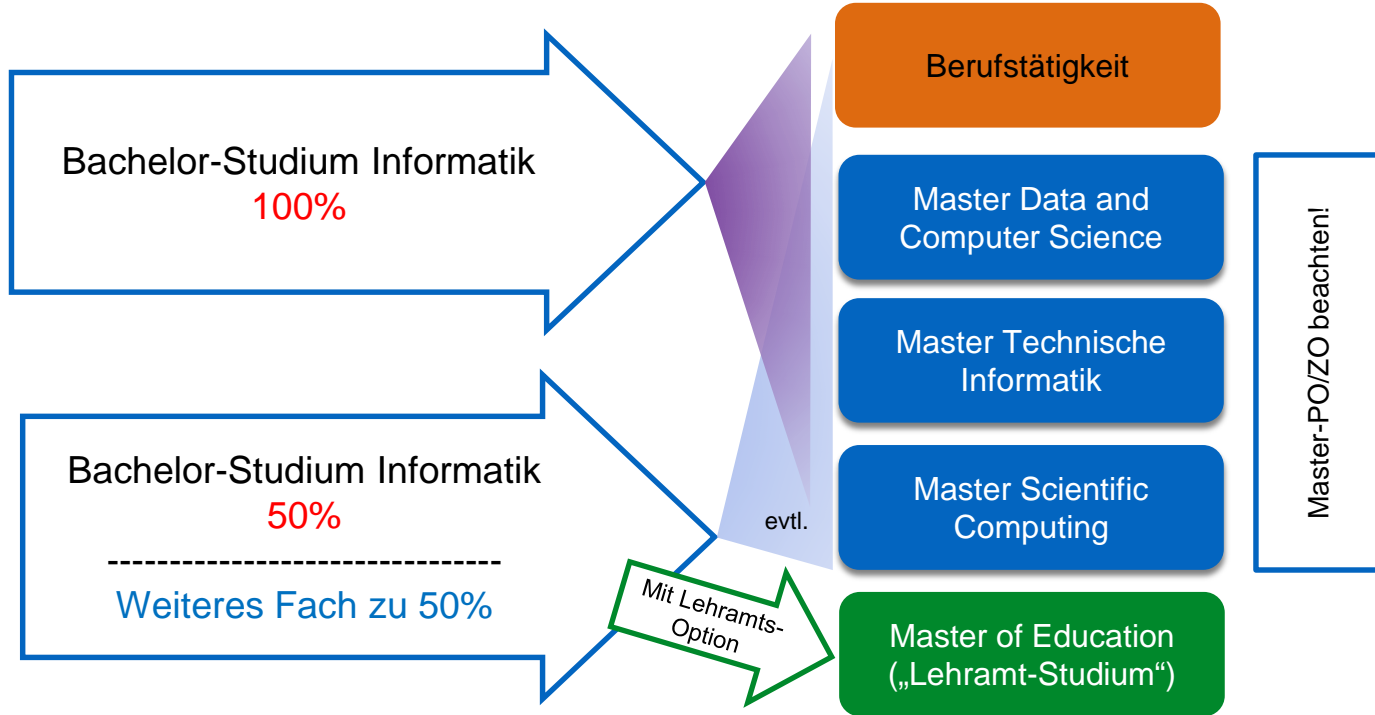 Bachelor-Studium Informatik
100%
Bachelor-Studium Informatik
50%
--------------------------------
Weiteres Fach zu 50%
evtl.
Mit Lehramts-
Option
Berufstätigkeit
Master Data and
Computer Science
Master Technische
Informatik
Master Scientific
Computing
Master of Education
(„Lehramt-Studium“)
Master-PO/ZO beachten!